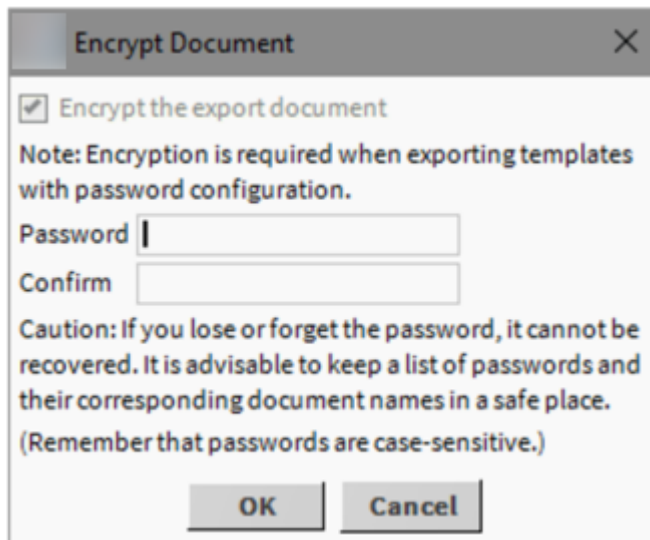 Encrypt Document
Encrypt the export document
Note: Encryption is required when exporting templates
with password configuration.
Password
Confirm
Caution: If you lose or forget the password, it cannot be
recovered. It is advisable to keep a list of passwords and
their corresponding document names in a safe place.
(Remember that passwords are case-sensitive.)
OK Cancel